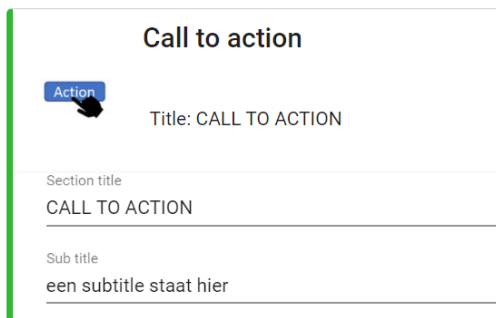 Call to action
Action
Title: CALL TO ACTION
Section title
CALL TO ACTION
Sub title
een subtitle staat hier